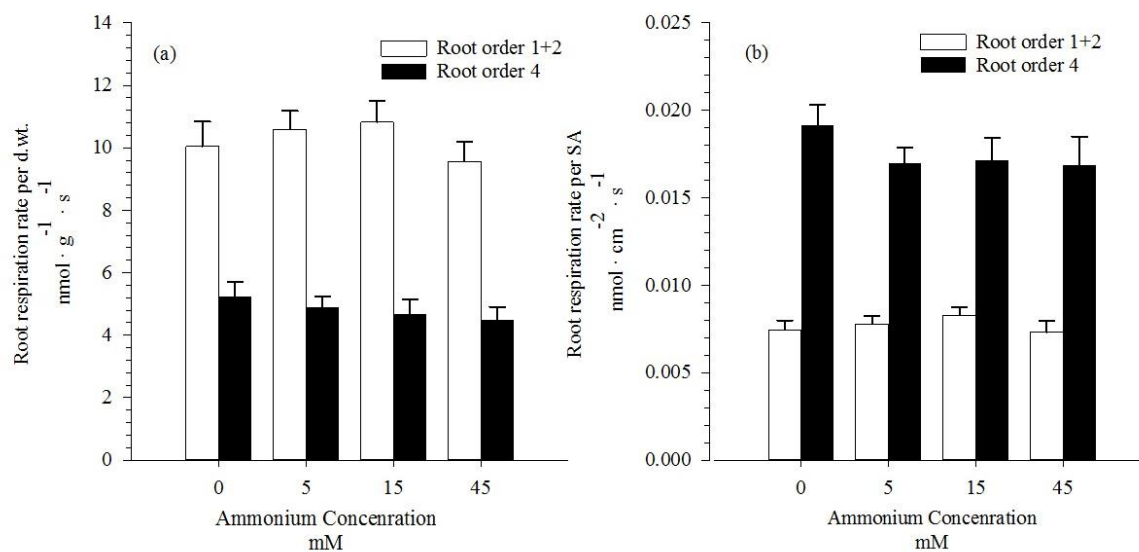 (a)
Root order 1+2
Root order 4
14
12
10
8
6
4
2
0
Root respiration rate per d.wt.
nmol · g⁻¹ · s⁻¹
0 5 15 45
Ammonium Concenration
mM
(b)
Root order 1+2
Root order 4
0.025
0.020
0.015
0.010
0.005
0.000
Root respiration rate per SA
nmol · cm⁻² · s⁻¹
0 5 15 45
Ammonium Concenration
mM